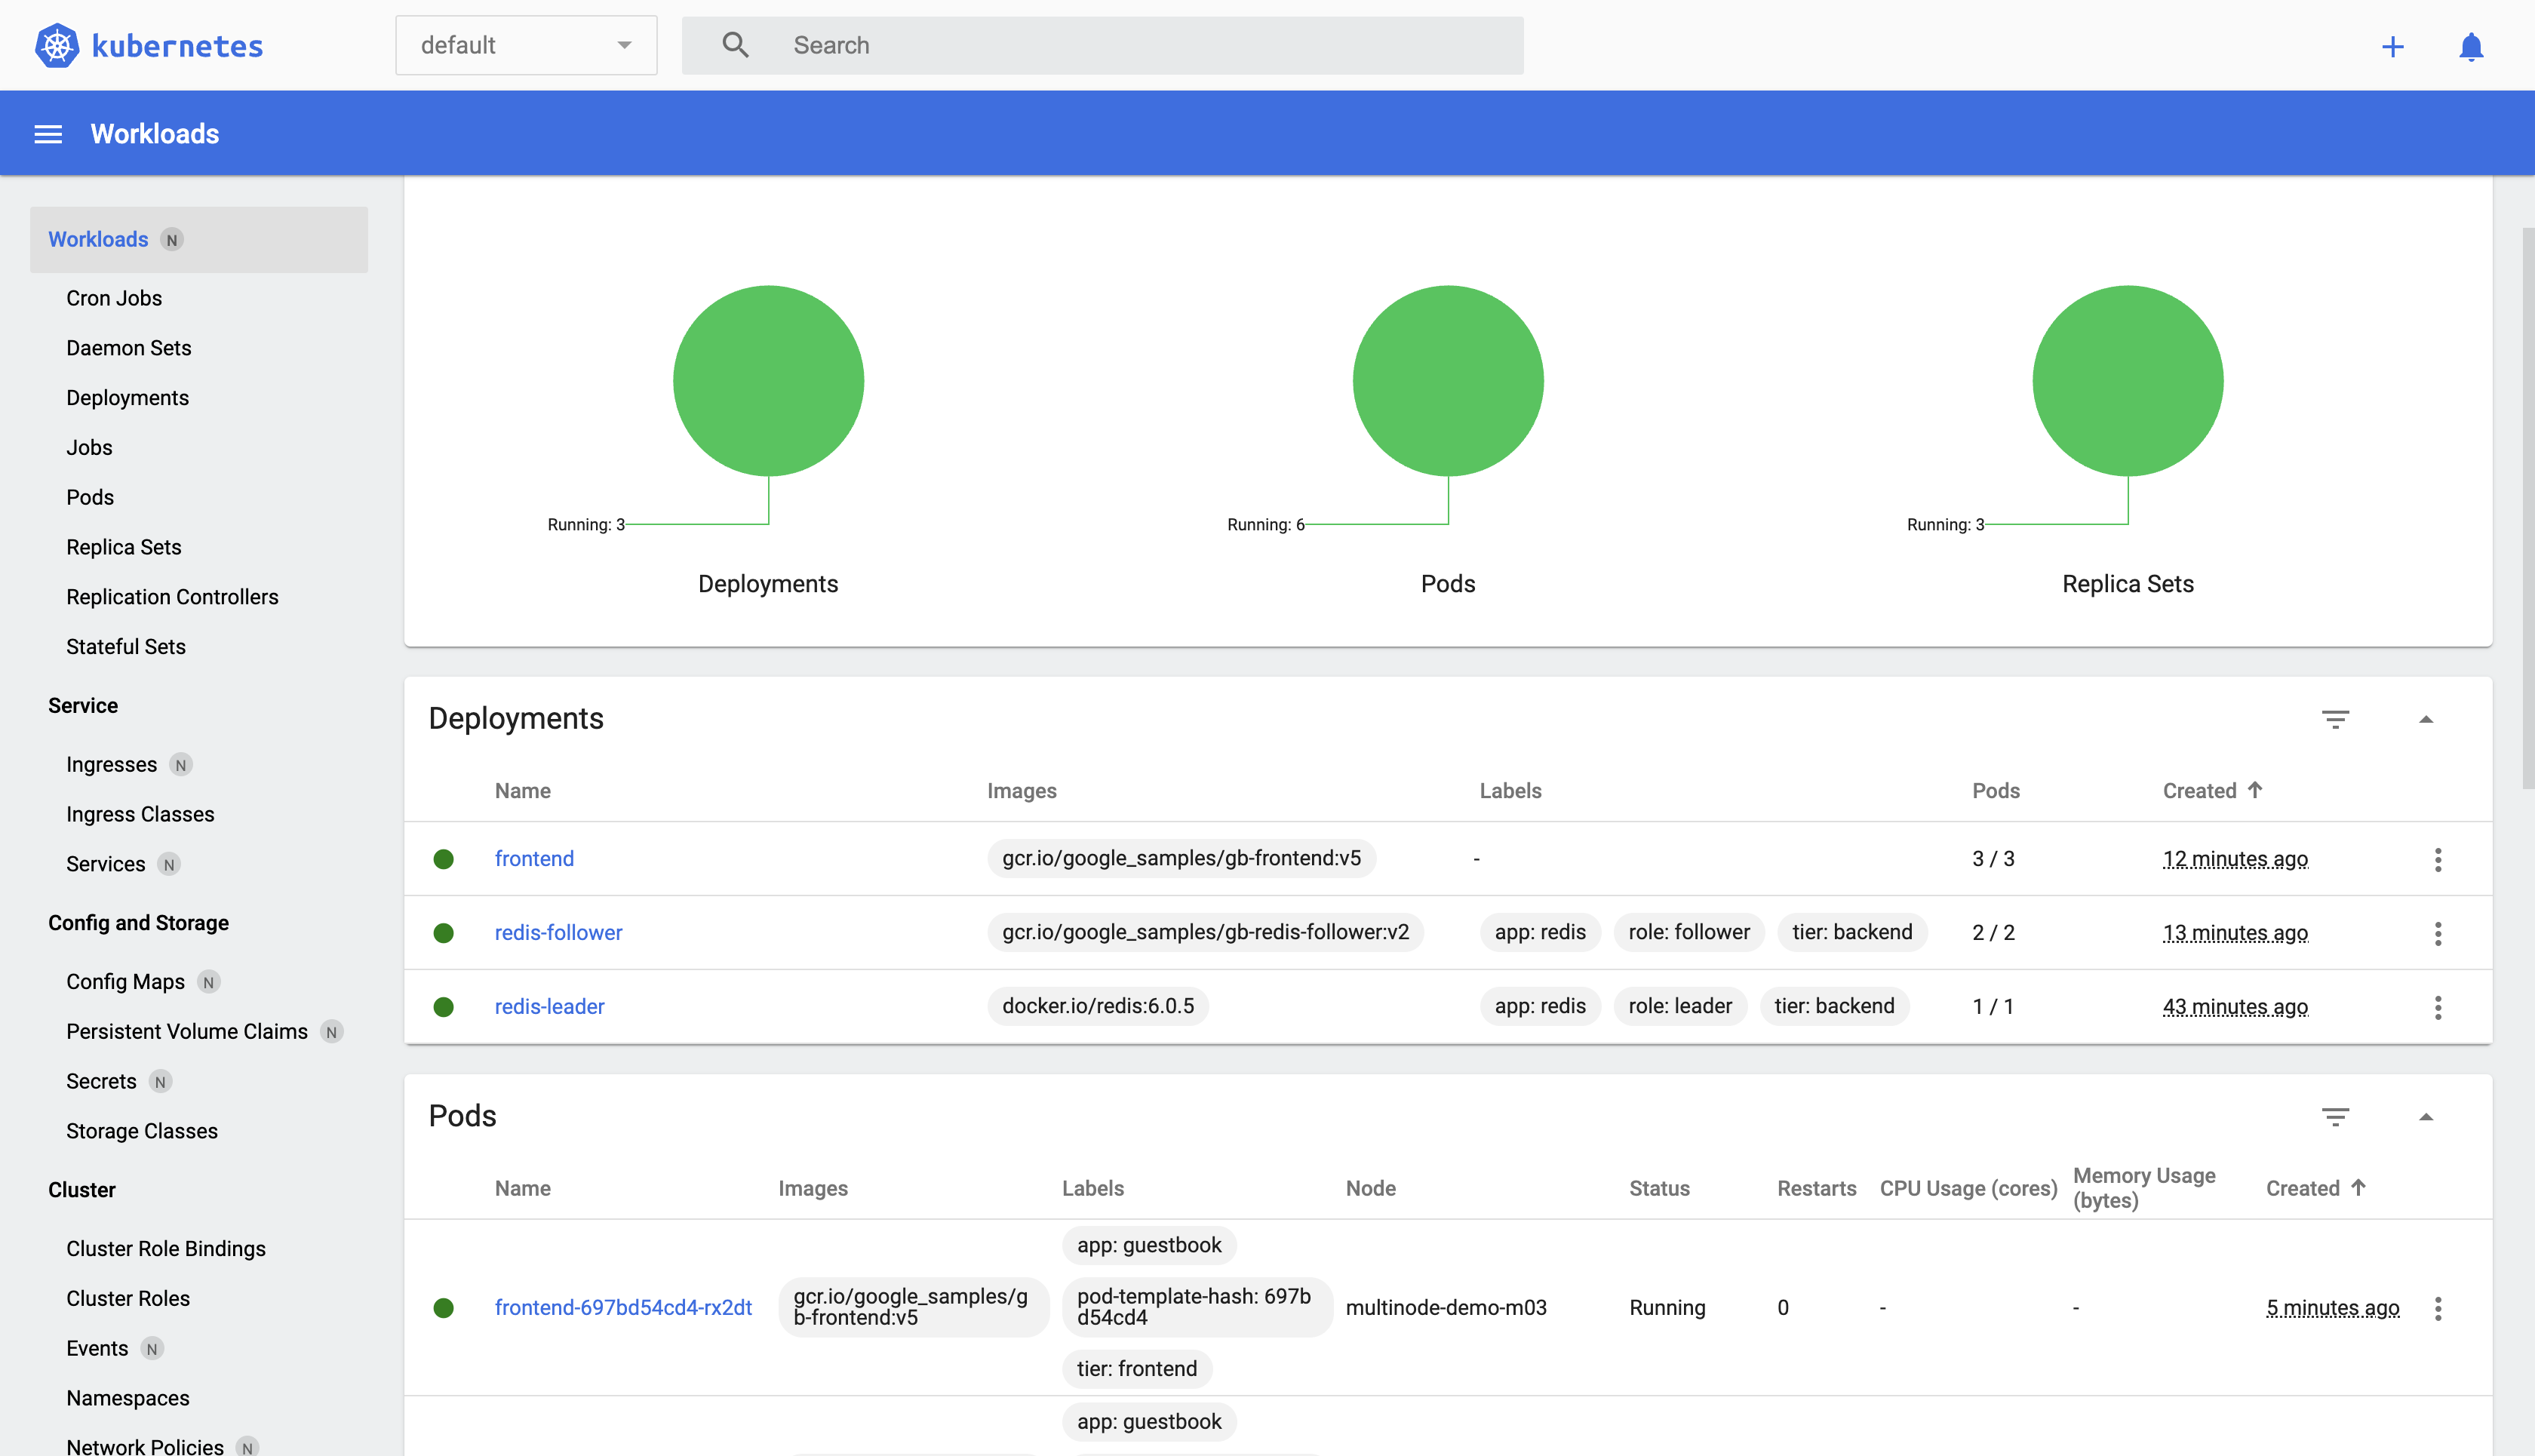 kubernetes
default
Search
Workloads
Workloads N
Cron Jobs
Daemon Sets
Deployments
Jobs
Pods
Replica Sets
Replication Controllers
Stateful Sets
Service
Ingresses N
Ingress Classes
Services N
Config and Storage
Config Maps N
Persistent Volume Claims N
Secrets N
Storage Classes
Cluster
Cluster Role Bindings
Cluster Roles
Events N
Namespaces
Network Policies N
Running: 3
Deployments
Running: 6
Pods
Running: 3
Replica Sets
Deployments
Name Images Labels Pods Created
frontend gcr.io/google_samples/gb-frontend:v5 - 3 / 3 12 minutes ago
redis-follower gcr.io/google_samples/gb-redis-follower:v2 app: redis role: follower tier: backend 2 / 2 13 minutes ago
redis-leader docker.io/redis:6.0.5 app: redis role: leader tier: backend 1 / 1 43 minutes ago
Pods
Name Images Labels Node Status Restarts CPU Usage (cores) Memory Usage
(bytes) Created
app: guestbook
frontend-697bd54cd4-rx2dt gcr.io/google_samples/g
b-frontend:v5 pod-template-hash: 697b
d54cd4 multinode-demo-m03 Running 0 - - 5 minutes ago
tier: frontend
app: guestbook